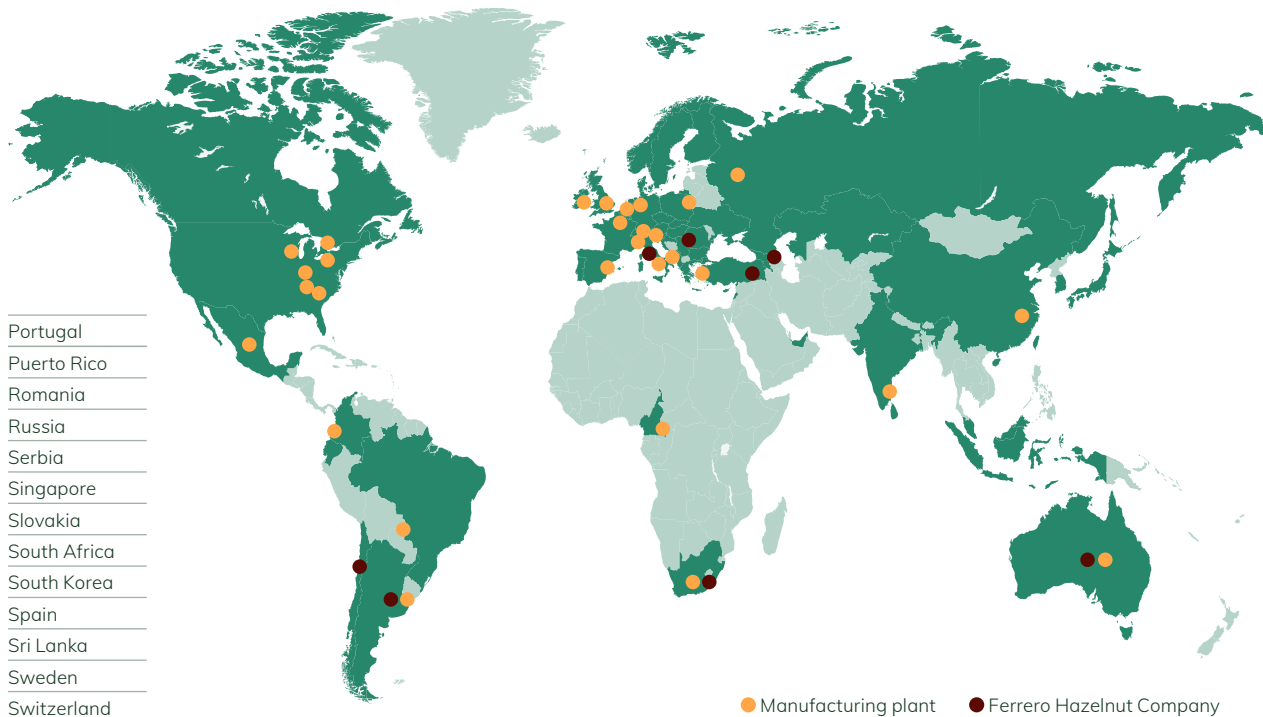 Portugal
Puerto Rico
Romania
Russia
Serbia
Singapore
Slovakia
South Africa
South Korea
Spain
Sri Lanka
Sweden
Switzerland
Manufacturing plant
Ferrero Hazelnut Company